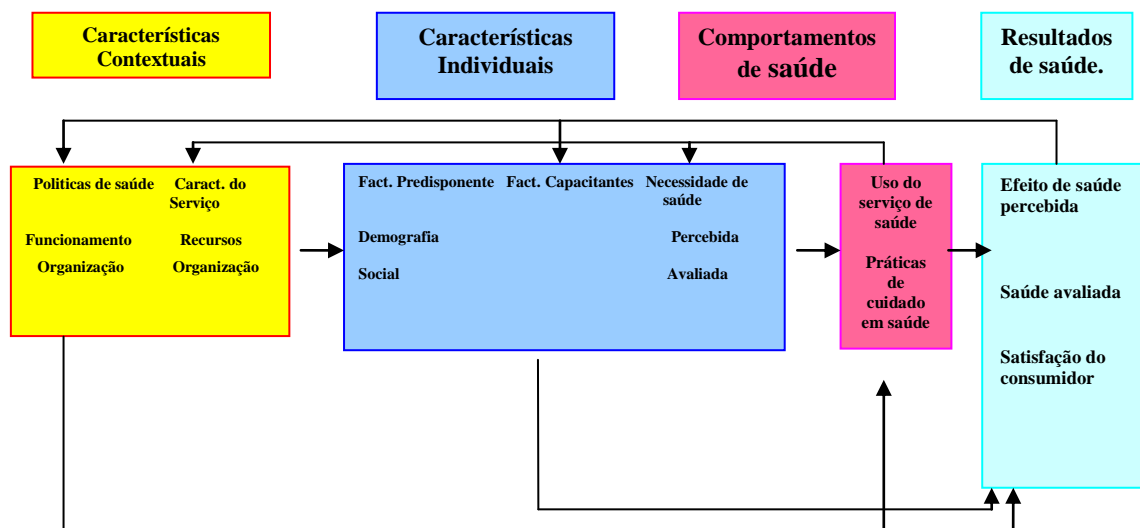 Características
Contextuais
Características
Individuais
Comportamentos
de saúde
Resultados
de saúde.
Politicas de saúde
Funcionamento
Organização
Caract. do
Serviço
Recursos
Organização
Fact. Predisponente
Demografia
Social
Fact. Capacitantes
Necessidade de
saúde
Percebida
Avaliada
Uso do
serviço de
saúde
Práticas
de
cuidado
em saúde
Efeito de saúde
percebida
Saúde avaliada
Satisfação do
consumidor